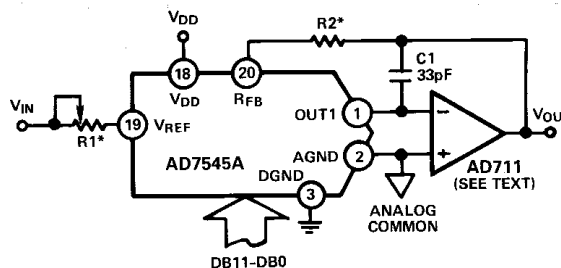 VDD
R2*
C1
33pF
18
20
VDD
RFB
VIN
R1*
19
VREF
OUT1
1
−
VOU
AD7545A
AGND
2
+
AD711
(SEE TEXT)
DGND
3
ANALOG
COMMON
DB11–DB0